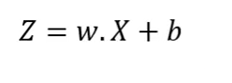 Z = w.X + b